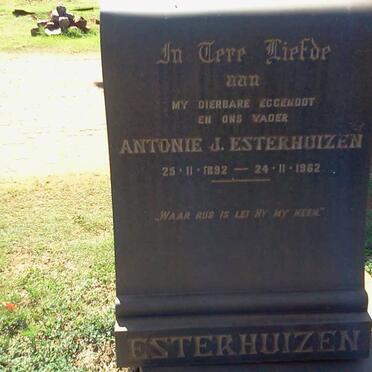 In Tere Liefde
aan
MY DIERBARE EGGENOOT
EN ONS VADER
ANTONIE J. ESTERHUIZEN
25·11·1892 — 24·11·1962
„WAAR RUS IS LEI HY MY HEEN."
ESTERHUIZEN